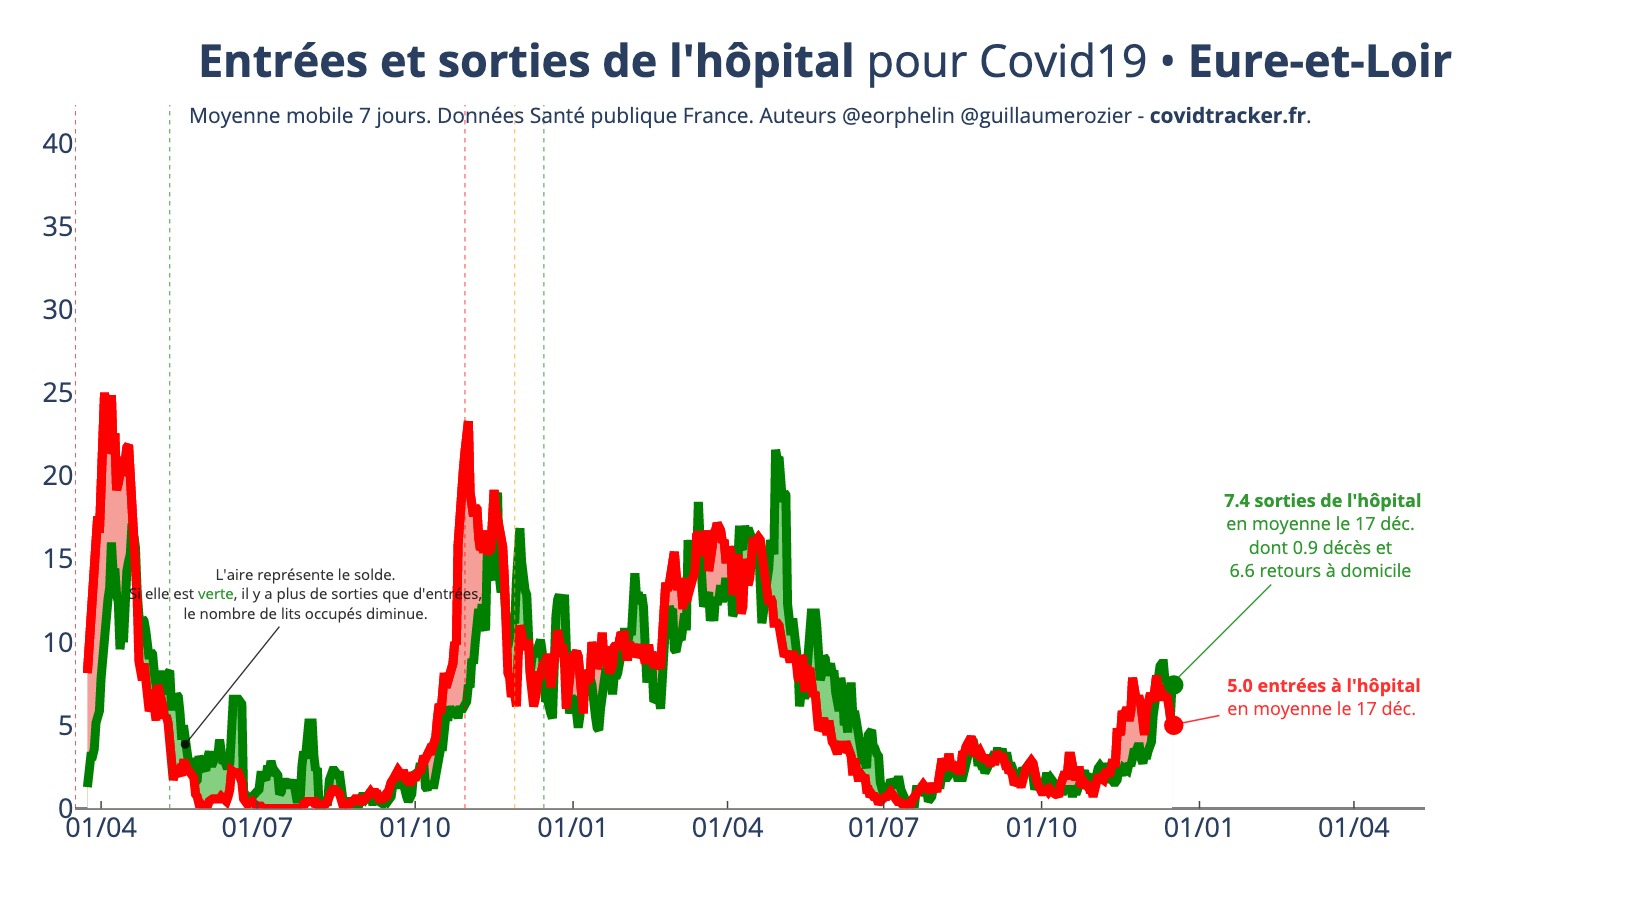 Entrées et sorties de l'hôpital pour Covid19 • Eure-et-Loir
Moyenne mobile 7 jours. Données Santé publique France. Auteurs @eorphelin @guillaumerozier - covidtracker.fr.
40
35
30
25
20
15
10
5
0
L'aire représente le solde.
Si elle est verte, il y a plus de sorties que d'entrées,
le nombre de lits occupés diminue.
7.4 sorties de l'hôpital
en moyenne le 17 déc.
dont 0.9 décès et
6.6 retours à domicile
5.0 entrées à l'hôpital
en moyenne le 17 déc.
01/04 01/07 01/10 01/01 01/04 01/07 01/10 01/01 01/04